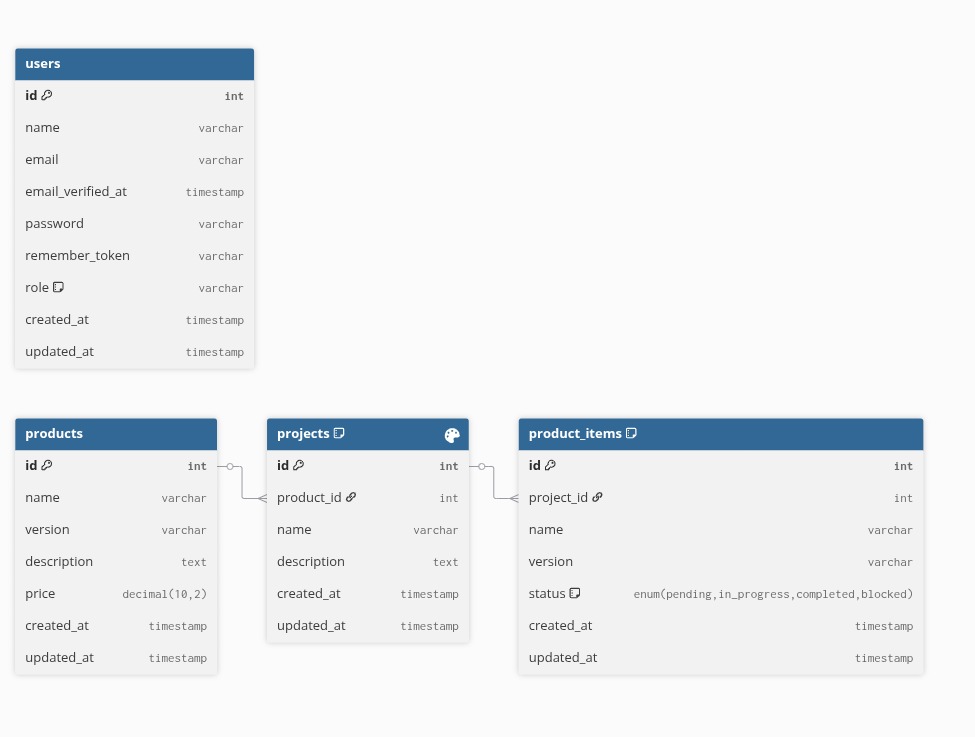 users
id int
name varchar
email varchar
email_verified_at timestamp
password varchar
remember_token varchar
role varchar
created_at timestamp
updated_at timestamp
products
id int
name varchar
version varchar
description text
price decimal(10,2)
created_at timestamp
updated_at timestamp
projects
id int
product_id int
name varchar
description text
created_at timestamp
updated_at timestamp
product_items
id int
project_id int
name varchar
version varchar
status enum(pending,in_progress,completed,blocked)
created_at timestamp
updated_at timestamp